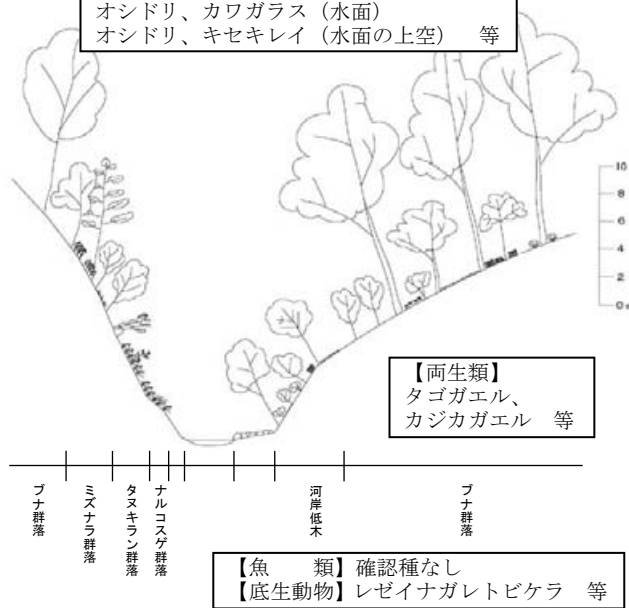 オシドリ、カワガラス（水面）
オシドリ、キセキレイ（水面の上空）　等
10
8
6
4
2
0
【両生類】
タゴガエル、
カジカガエル　等
ブナ群落
ミズナラ群落
タヌキラン群落
ナルコスゲ群落
河岸低木
ブナ群落
【魚　　類】確認種なし
【底生動物】レゼイナガレトビケラ　等